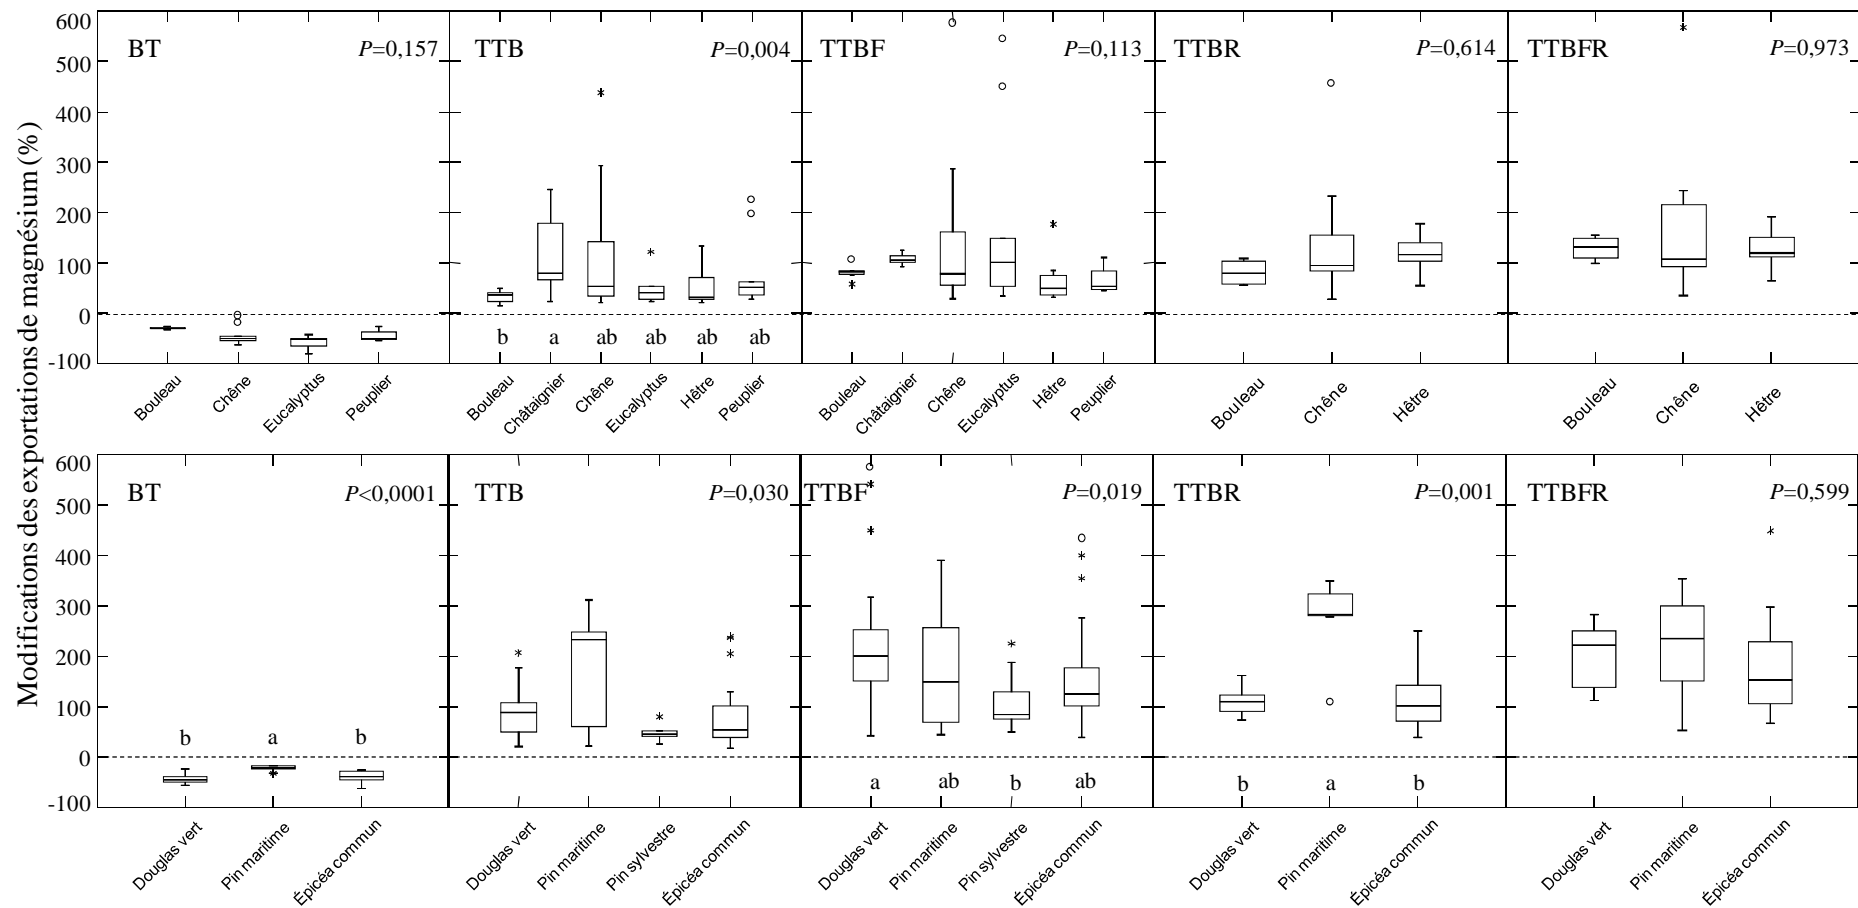 Modifications des exportations de magnésium (%)
600
500
400
300
200
100
0
-100
BT P=0,157
TTB P=0,004
TTBF P=0,113
TTBR P=0,614
TTBFR P=0,973
b a ab ab ab ab
Bouleau Chêne Eucalyptus Peuplier
Bouleau Châtaignier Chêne Eucalyptus Hêtre Peuplier
Bouleau Châtaignier Chêne Eucalyptus Hêtre Peuplier
Bouleau Chêne Hêtre
Bouleau Chêne Hêtre
600
500
400
300
200
100
0
-100
BT P<0,0001
TTB P=0,030
TTBF P=0,019
TTBR P=0,001
TTBFR P=0,599
b a b
a ab b ab
b a b
Douglas vert Pin maritime Épicéa commun
Douglas vert Pin maritime Pin sylvestre Épicéa commun
Douglas vert Pin maritime Pin sylvestre Épicéa commun
Douglas vert Pin maritime Épicéa commun
Douglas vert Pin maritime Épicéa commun